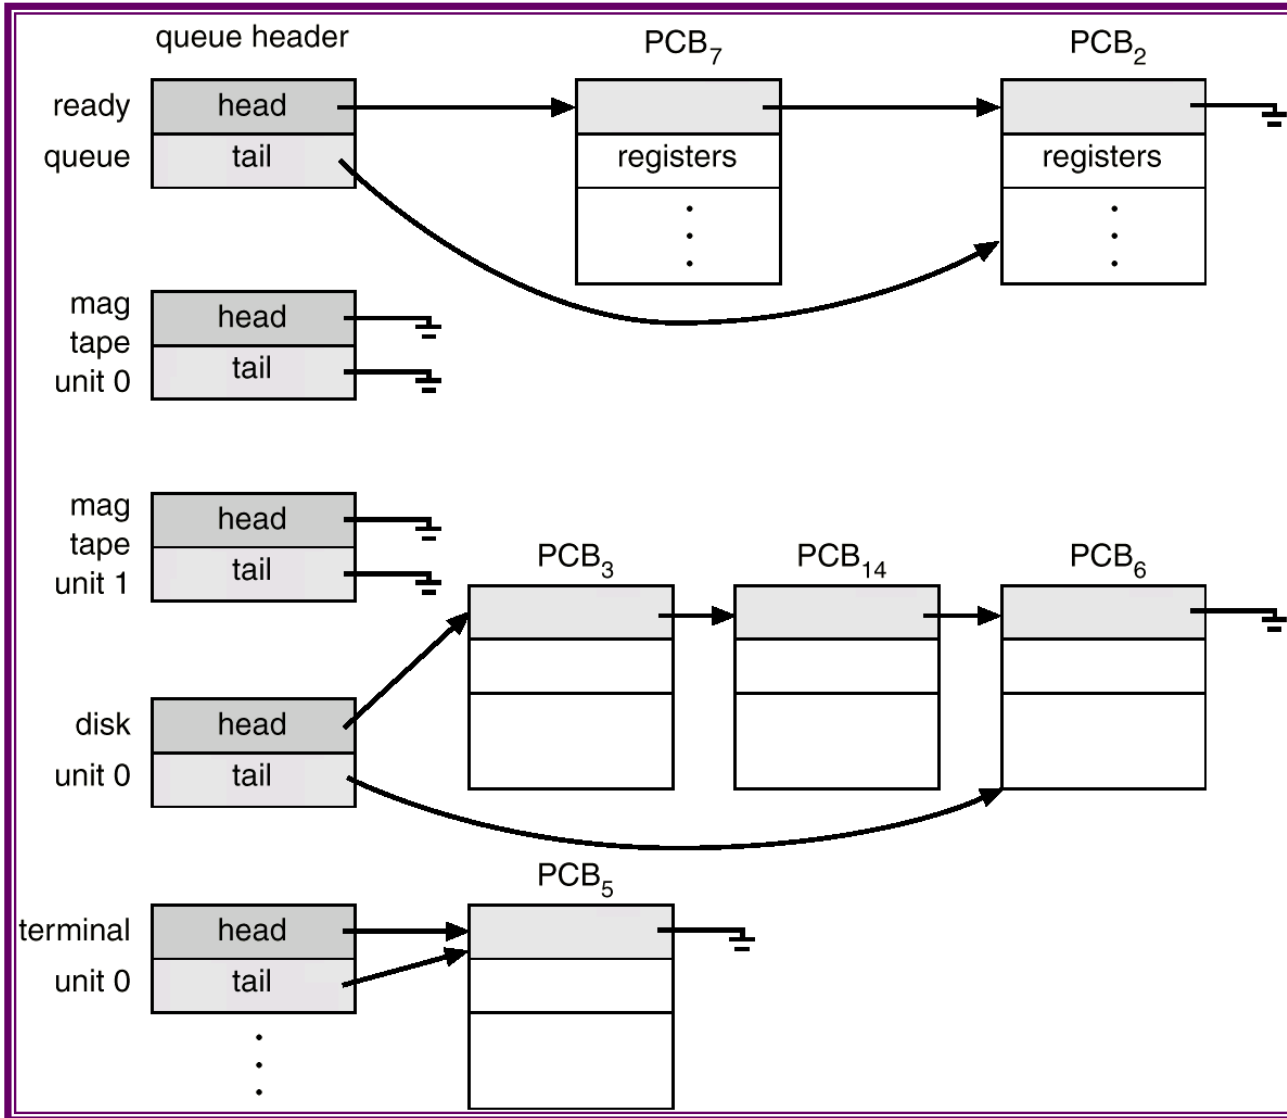 queue header
PCB7
PCB2
ready
queue
head
tail
registers
registers
mag
tape
unit 0
head
tail
mag
tape
unit 1
head
tail
PCB3
PCB14
PCB6
disk
unit 0
head
tail
PCB5
terminal
unit 0
head
tail